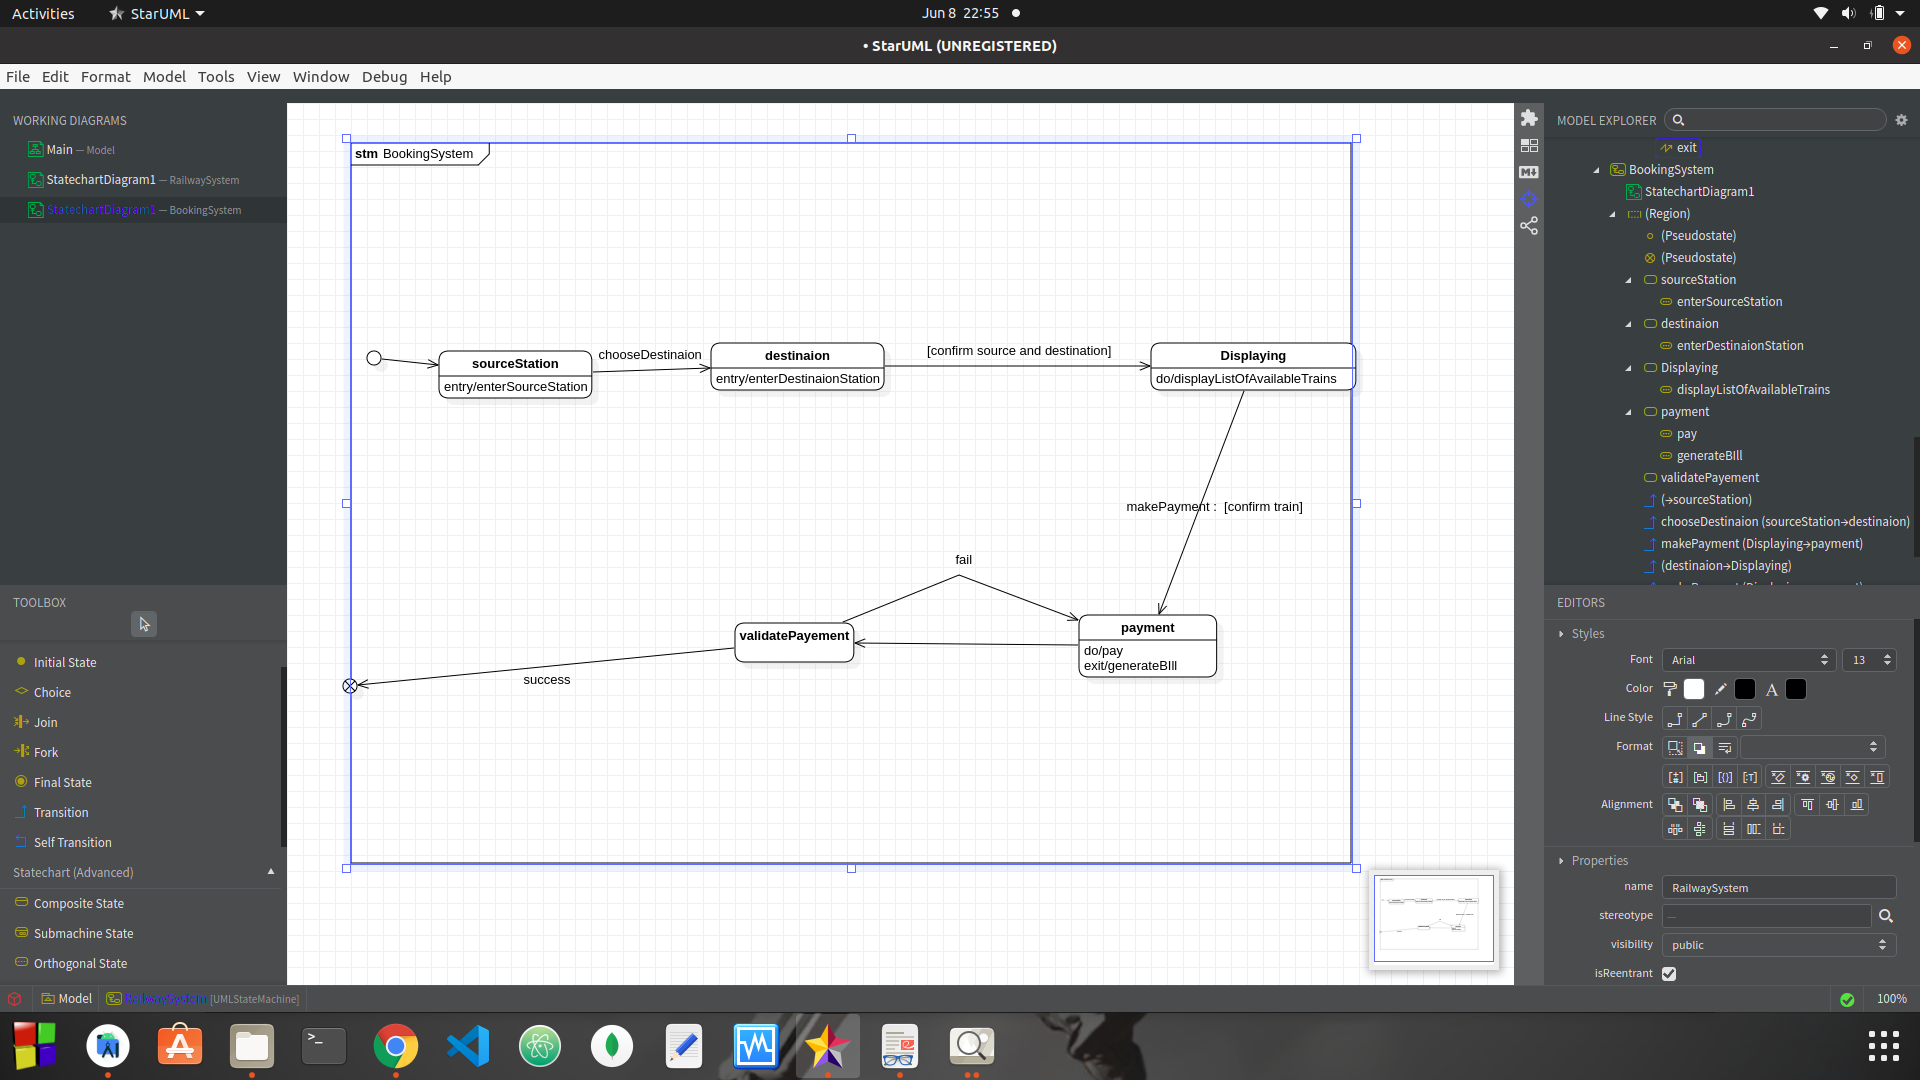 Activities
StarUML
Jun 8 22:55
• StarUML (UNREGISTERED)
File Edit Format Model Tools View Window Debug Help
WORKING DIAGRAMS
Main — Model
StatechartDiagram1 — RailwaySystem
StatechartDiagram1 — BookingSystem
TOOLBOX
Initial State
Choice
Join
Fork
Final State
Transition
Self Transition
Statechart (Advanced)
Composite State
Submachine State
Orthogonal State
stm BookingSystem
sourceStation
entry/enterSourceStation
chooseDestinaion
destinaion
entry/enterDestinaionStation
[confirm source and destination]
Displaying
do/displayListOfAvailableTrains
makePayment : [confirm train]
fail
validatePayement
payment
do/pay
exit/generateBIll
success
MODEL EXPLORER
exit
BookingSystem
StatechartDiagram1
(Region)
(Pseudostate)
(Pseudostate)
sourceStation
enterSourceStation
destinaion
enterDestinaionStation
Displaying
displayListOfAvailableTrains
payment
pay
generateBIll
validatePayement
(→sourceStation)
chooseDestinaion (sourceStation→destinaion)
makePayment (Displaying→payment)
(destinaion→Displaying)
EDITORS
Styles
Font Arial 13
Color
Line Style
Format
Alignment
Properties
name RailwaySystem
stereotype —
visibility public
isReentrant
Model RailwaySystem [UMLStateMachine]
100%